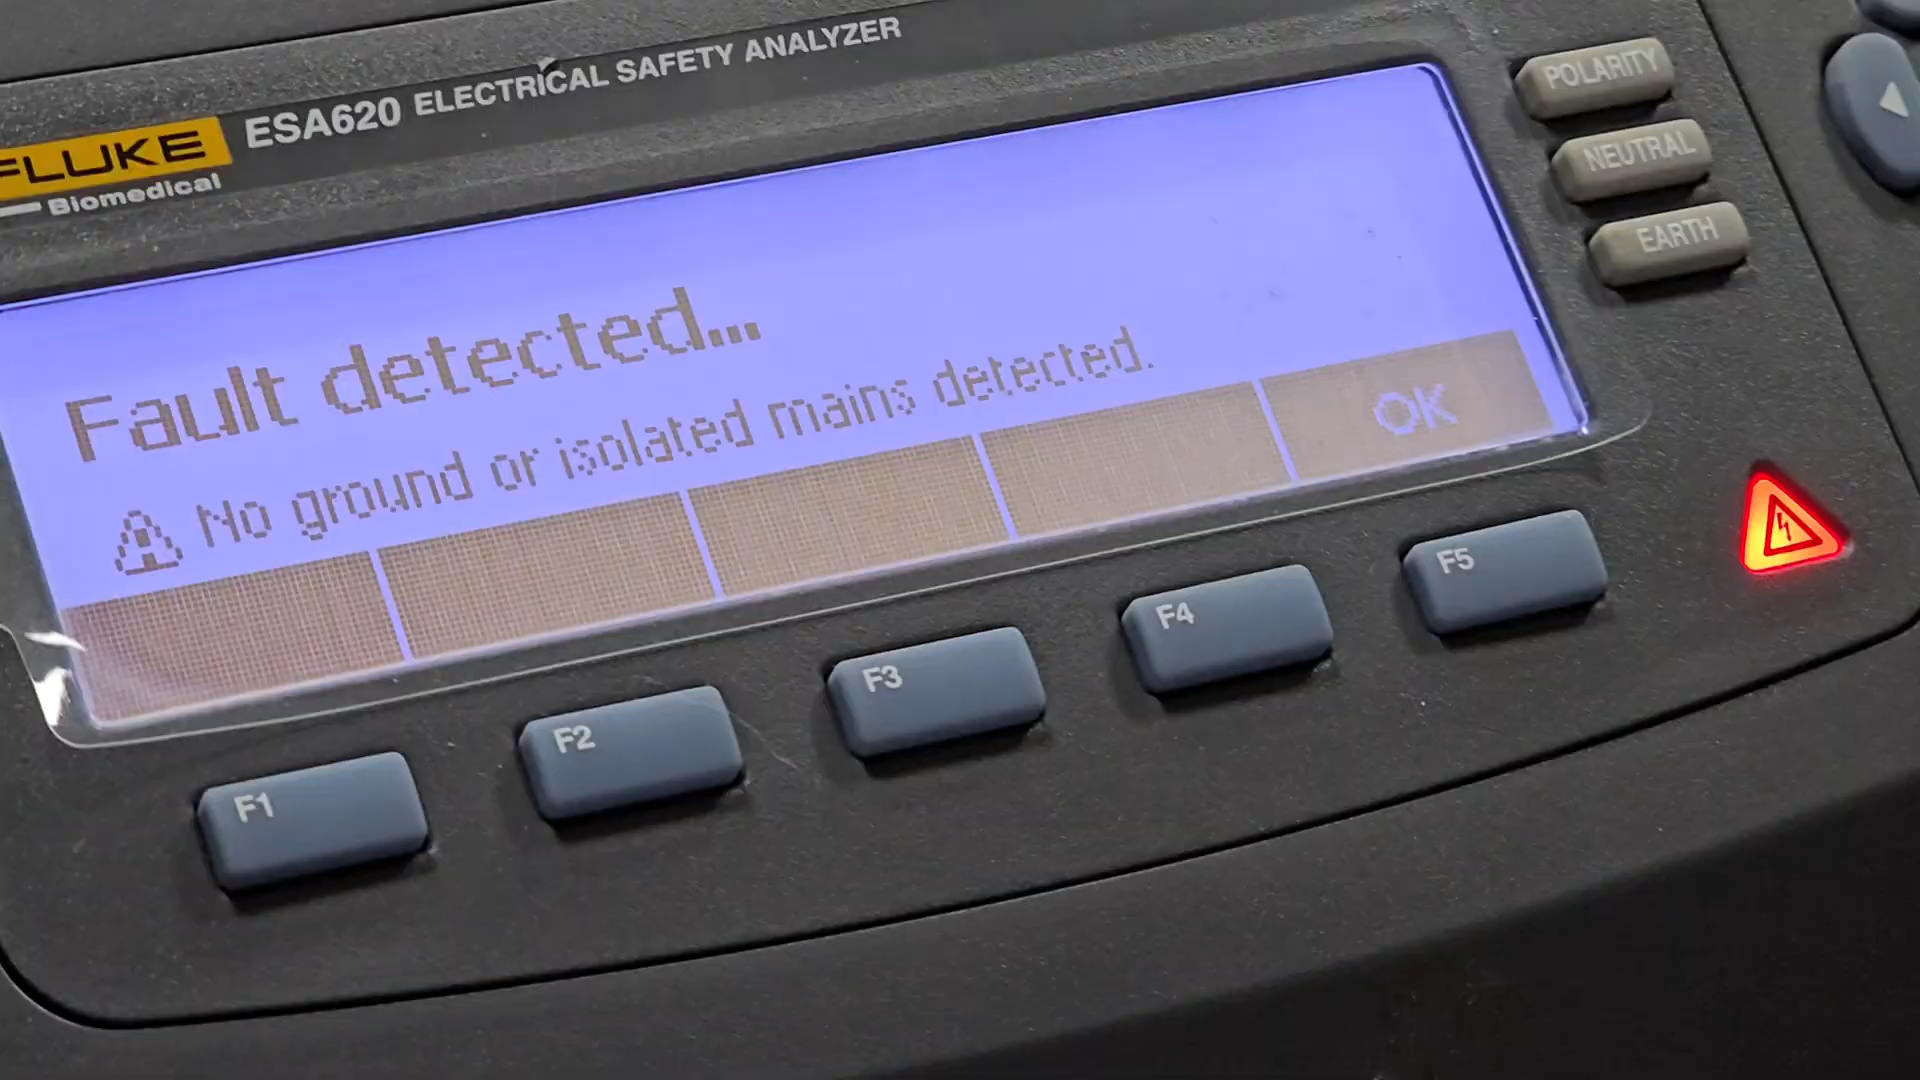 FLUKE
Biomedical
ESA620 ELECTRICAL SAFETY ANALYZER
POLARITY
NEUTRAL
EARTH
Fault detected...
No ground or isolated mains detected.
OK
F1
F2
F3
F4
F5